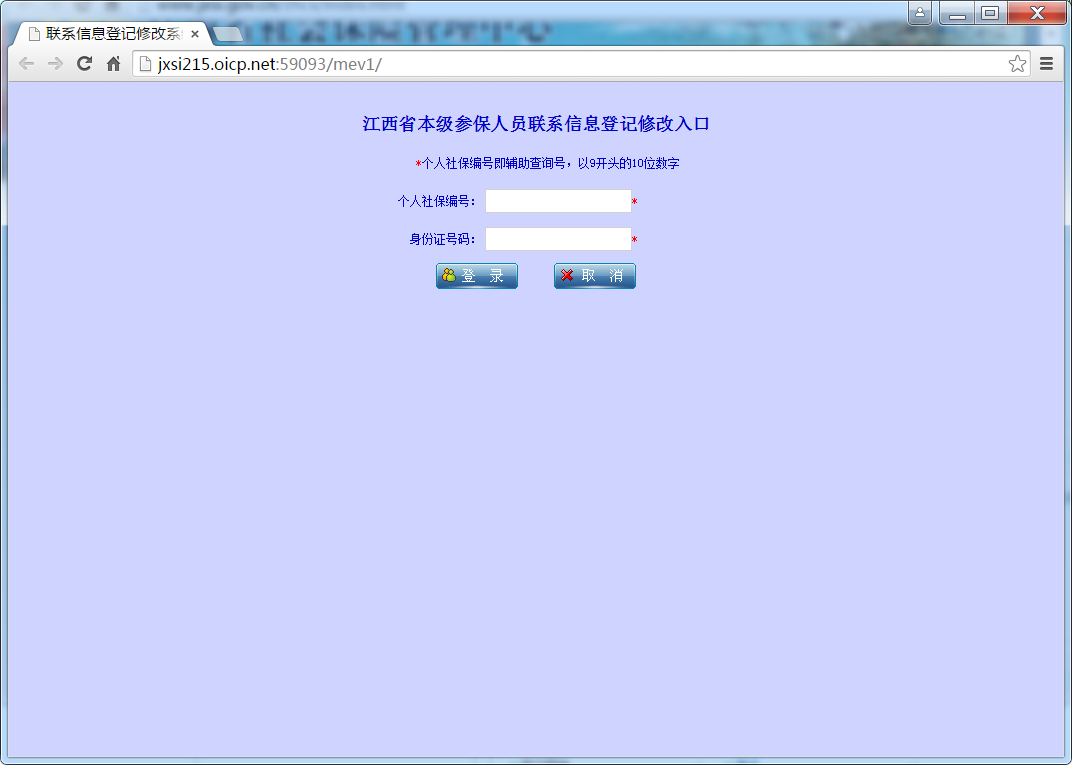 联系信息登记修改系
jxsi215.oicp.net:59093/mev1/
江西省本级参保人员联系信息登记修改入口
*个人社保编号即辅助查询号，以9开头的10位数字
个人社保编号： *
身份证号码： *
登 录 取 消